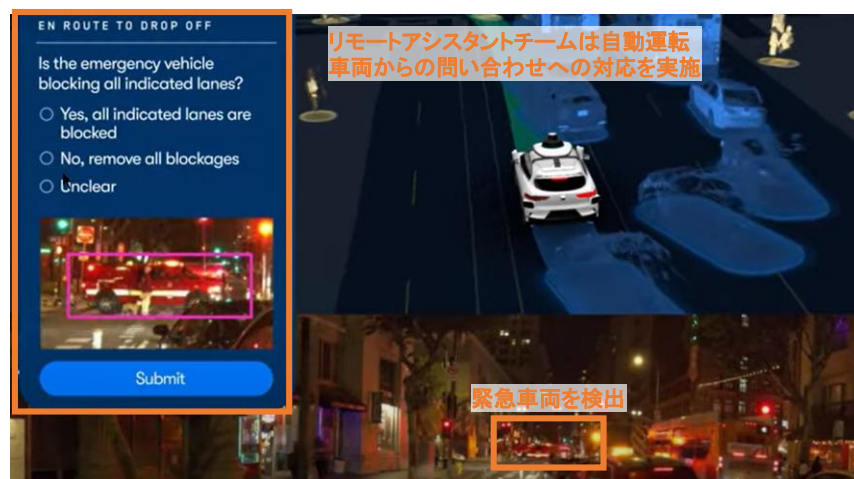 EN ROUTE TO DROP OFF
Is the emergency vehicle
blocking all indicated lanes?
Yes, all indicated lanes are
blocked
No, remove all blockages
Unclear
Submit
リモートアシスタントチームは自動運転
車両からの問い合わせへの対応を実施
緊急車両を検出